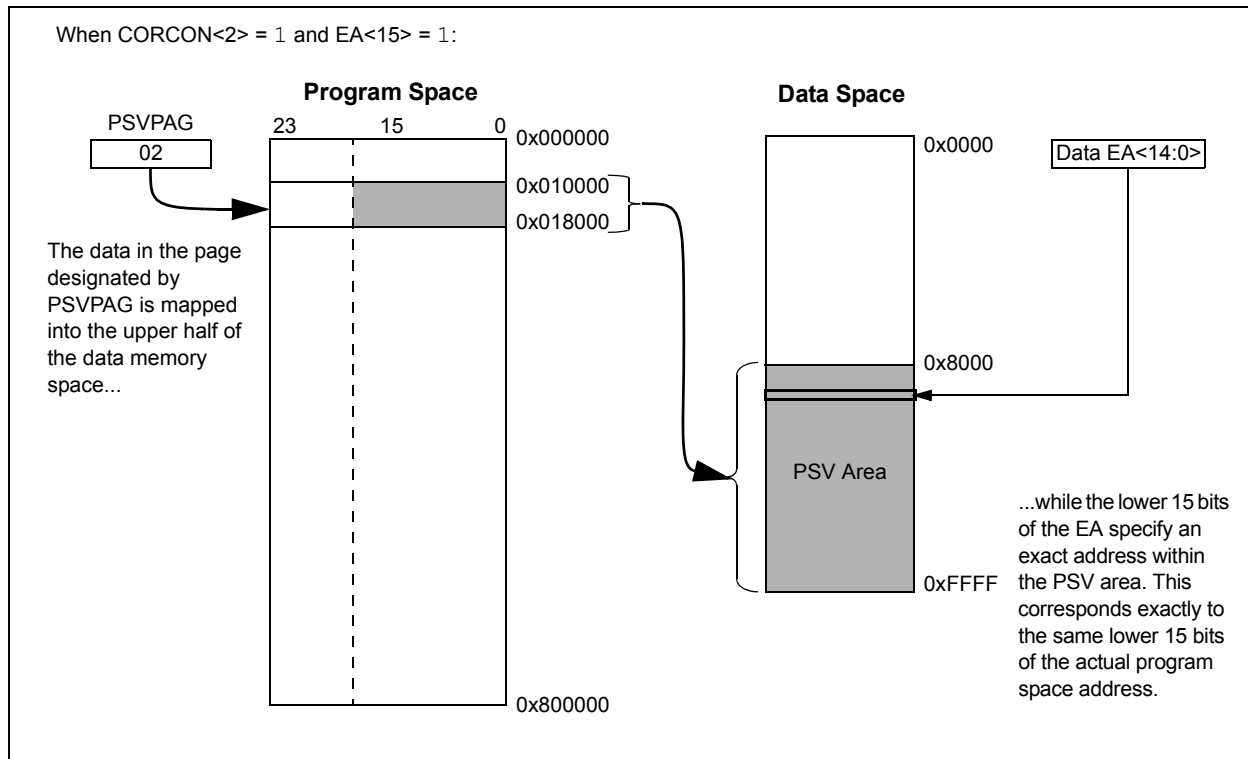 When CORCON<2> = 1 and EA<15> = 1:
Program Space
Data Space
PSVPAG
02
23 15 0
0x000000
0x010000
0x018000
0x800000
The data in the page
designated by
PSVPAG is mapped
into the upper half of
the data memory
space...
0x0000
0x8000
0xFFFF
PSV Area
Data EA<14:0>
...while the lower 15 bits
of the EA specify an
exact address within
the PSV area. This
corresponds exactly to
the same lower 15 bits
of the actual program
space address.